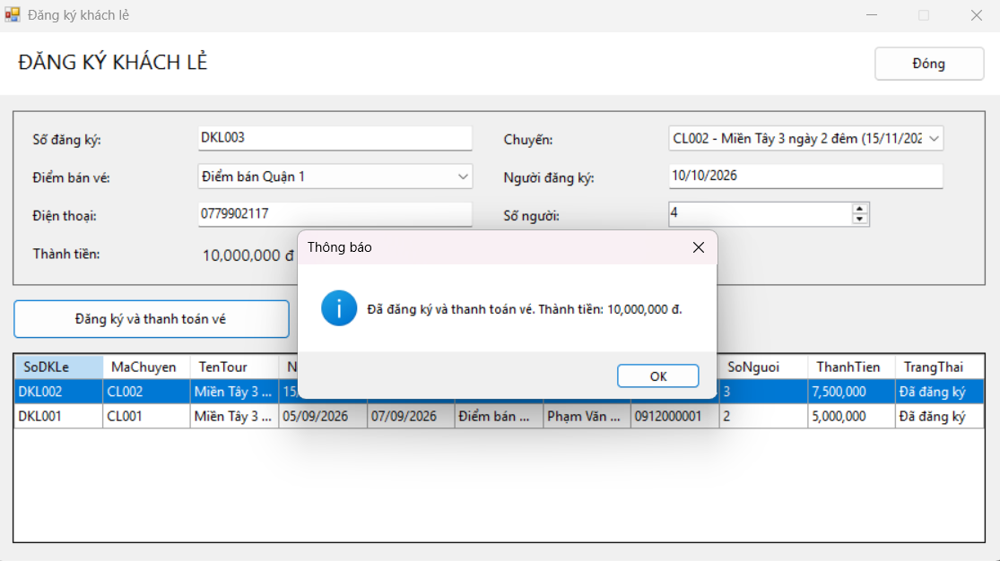 Đăng ký khách lẻ
ĐĂNG KÝ KHÁCH LẺ
Đóng
Số đăng ký: DKL003 Chuyến: CL002 - Miền Tây 3 ngày 2 đêm (15/11/202
Điểm bán vé: Điểm bán Quận 1 Người đăng ký: 10/10/2026
Điện thoại: 0779902117 Số người: 4
Thành tiền: 10,000,000 đ
Thông báo
Đã đăng ký và thanh toán vé. Thành tiền: 10,000,000 đ.
OK
Đăng ký và thanh toán vé
SoDKLe MaChuyen TenTour N SoNguoi ThanhTien TrangThai
DKL002 CL002 Miền Tây 3 ... 15/ 3 7,500,000 Đã đăng ký
DKL001 CL001 Miền Tây 3 ... 05/09/2026 07/09/2026 Điểm bán ... Phạm Văn ... 0912000001 2 5,000,000 Đã đăng ký